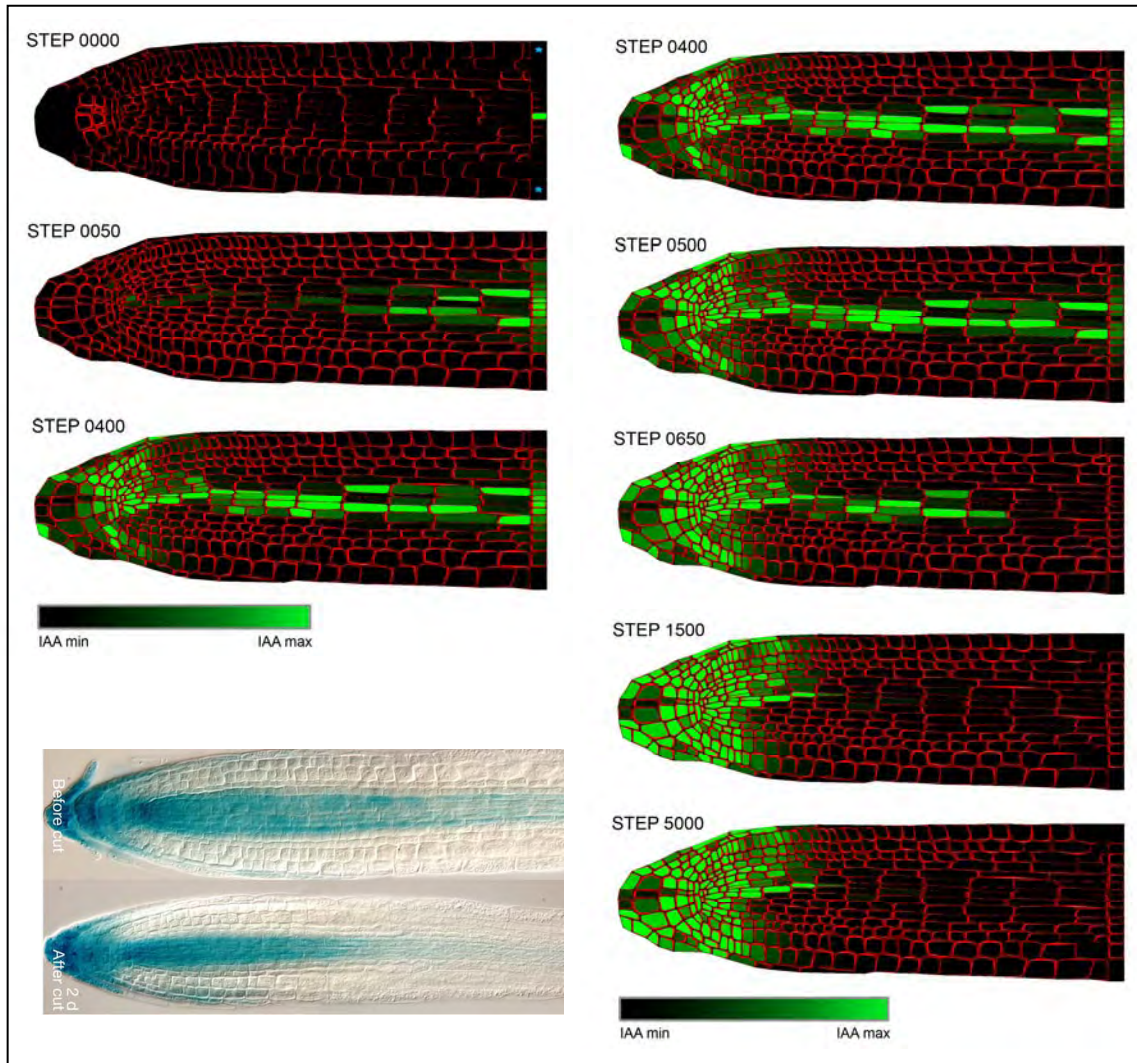 STEP 0000
STEP 0050
STEP 0400
IAA min IAA max
Before cut
2 d
After cut
STEP 0400
STEP 0500
STEP 0650
STEP 1500
STEP 5000
IAA min IAA max